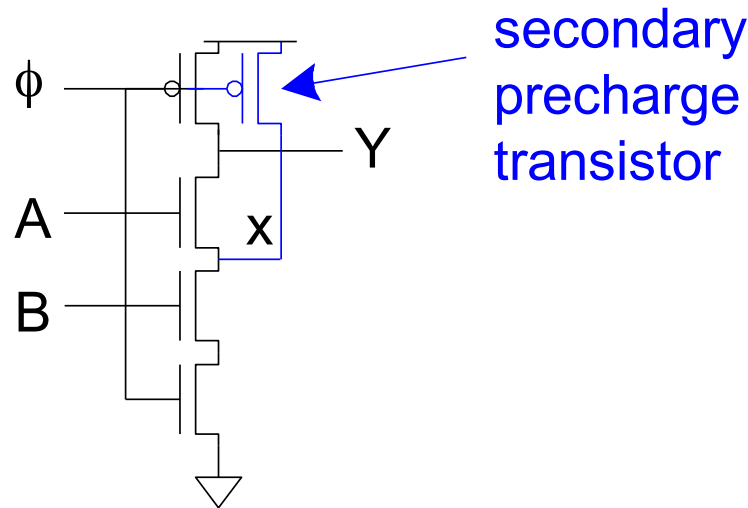 secondary
precharge
transistor
ϕ
Y
A
x
B